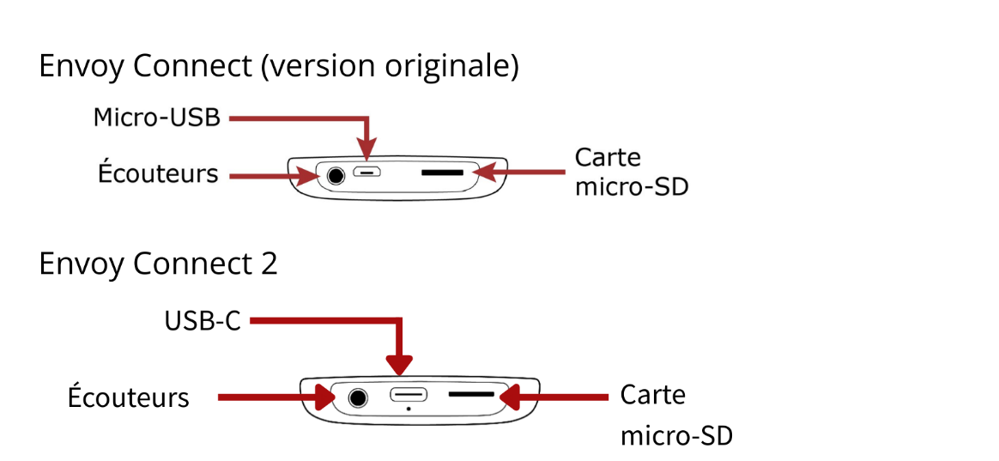 Envoy Connect (version originale)
Micro-USB
Écouteurs
Carte
micro-SD
Envoy Connect 2
USB-C
Écouteurs
Carte
micro-SD